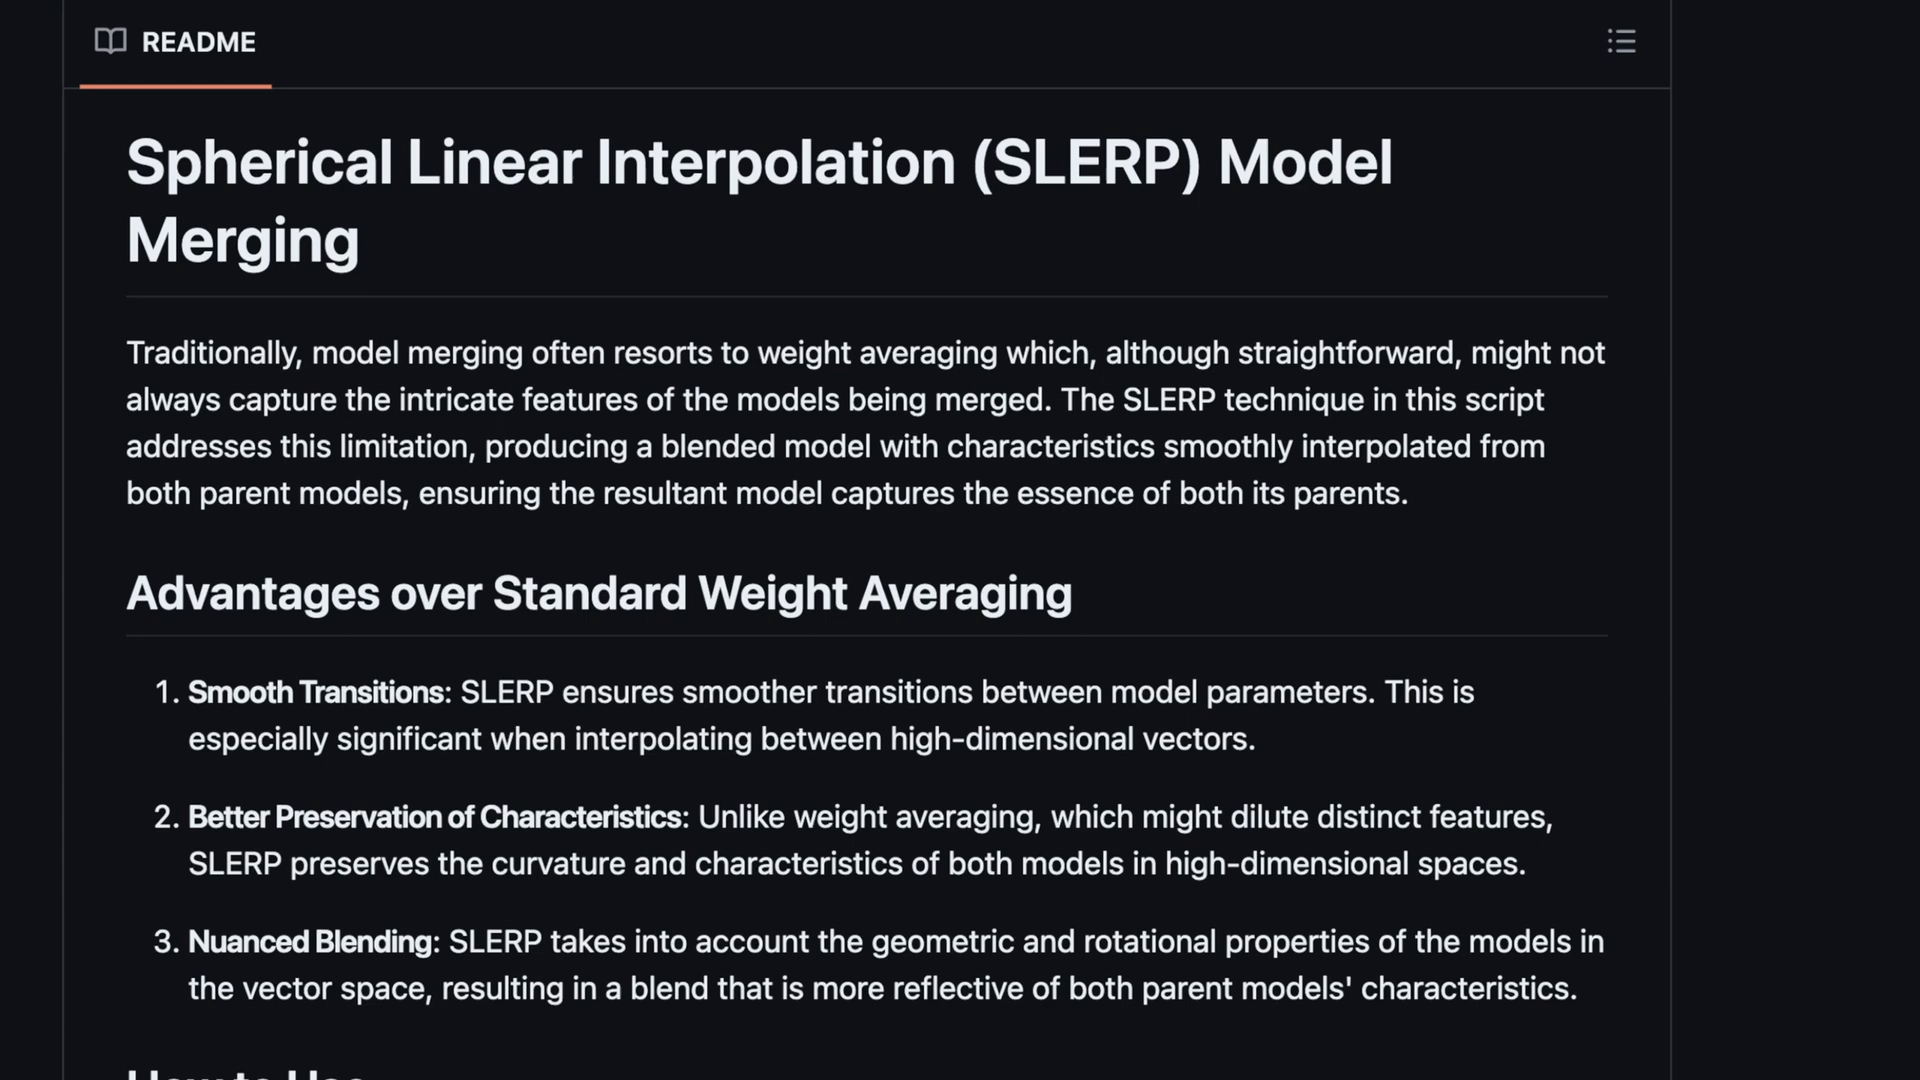 README
Spherical Linear Interpolation (SLERP) Model
Merging
Traditionally, model merging often resorts to weight averaging which, although straightforward, might not
always capture the intricate features of the models being merged. The SLERP technique in this script
addresses this limitation, producing a blended model with characteristics smoothly interpolated from
both parent models, ensuring the resultant model captures the essence of both its parents.
Advantages over Standard Weight Averaging
1. Smooth Transitions: SLERP ensures smoother transitions between model parameters. This is
especially significant when interpolating between high-dimensional vectors.
2. Better Preservation of Characteristics: Unlike weight averaging, which might dilute distinct features,
SLERP preserves the curvature and characteristics of both models in high-dimensional spaces.
3. Nuanced Blending: SLERP takes into account the geometric and rotational properties of the models in
the vector space, resulting in a blend that is more reflective of both parent models' characteristics.
How to Use